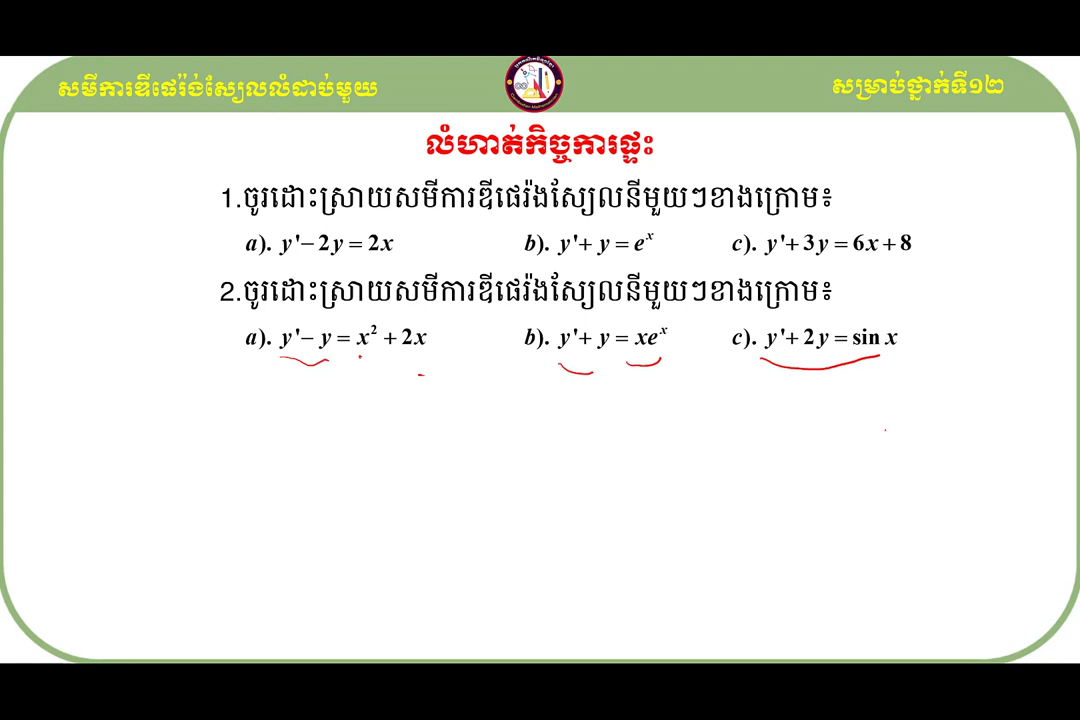 សមីការឌីផេរ៉ង់ស្យែលលំដាប់មួយ
សម្រាប់ថ្នាក់ទី១២
លំហាត់កិច្ចការផ្ទះ
1.ចូរដោះស្រាយសមីការឌីផេរ៉ងស្យែលនីមួយៗខាងក្រោម៖
a). y'− 2y = 2x b). y'+ y = eˣ c). y'+ 3y = 6x + 8
2.ចូរដោះស្រាយសមីការឌីផេរ៉ងស្យែលនីមួយៗខាងក្រោម៖
a). y'− y = x² + 2x b). y'+ y = xeˣ c). y'+ 2y = sin x